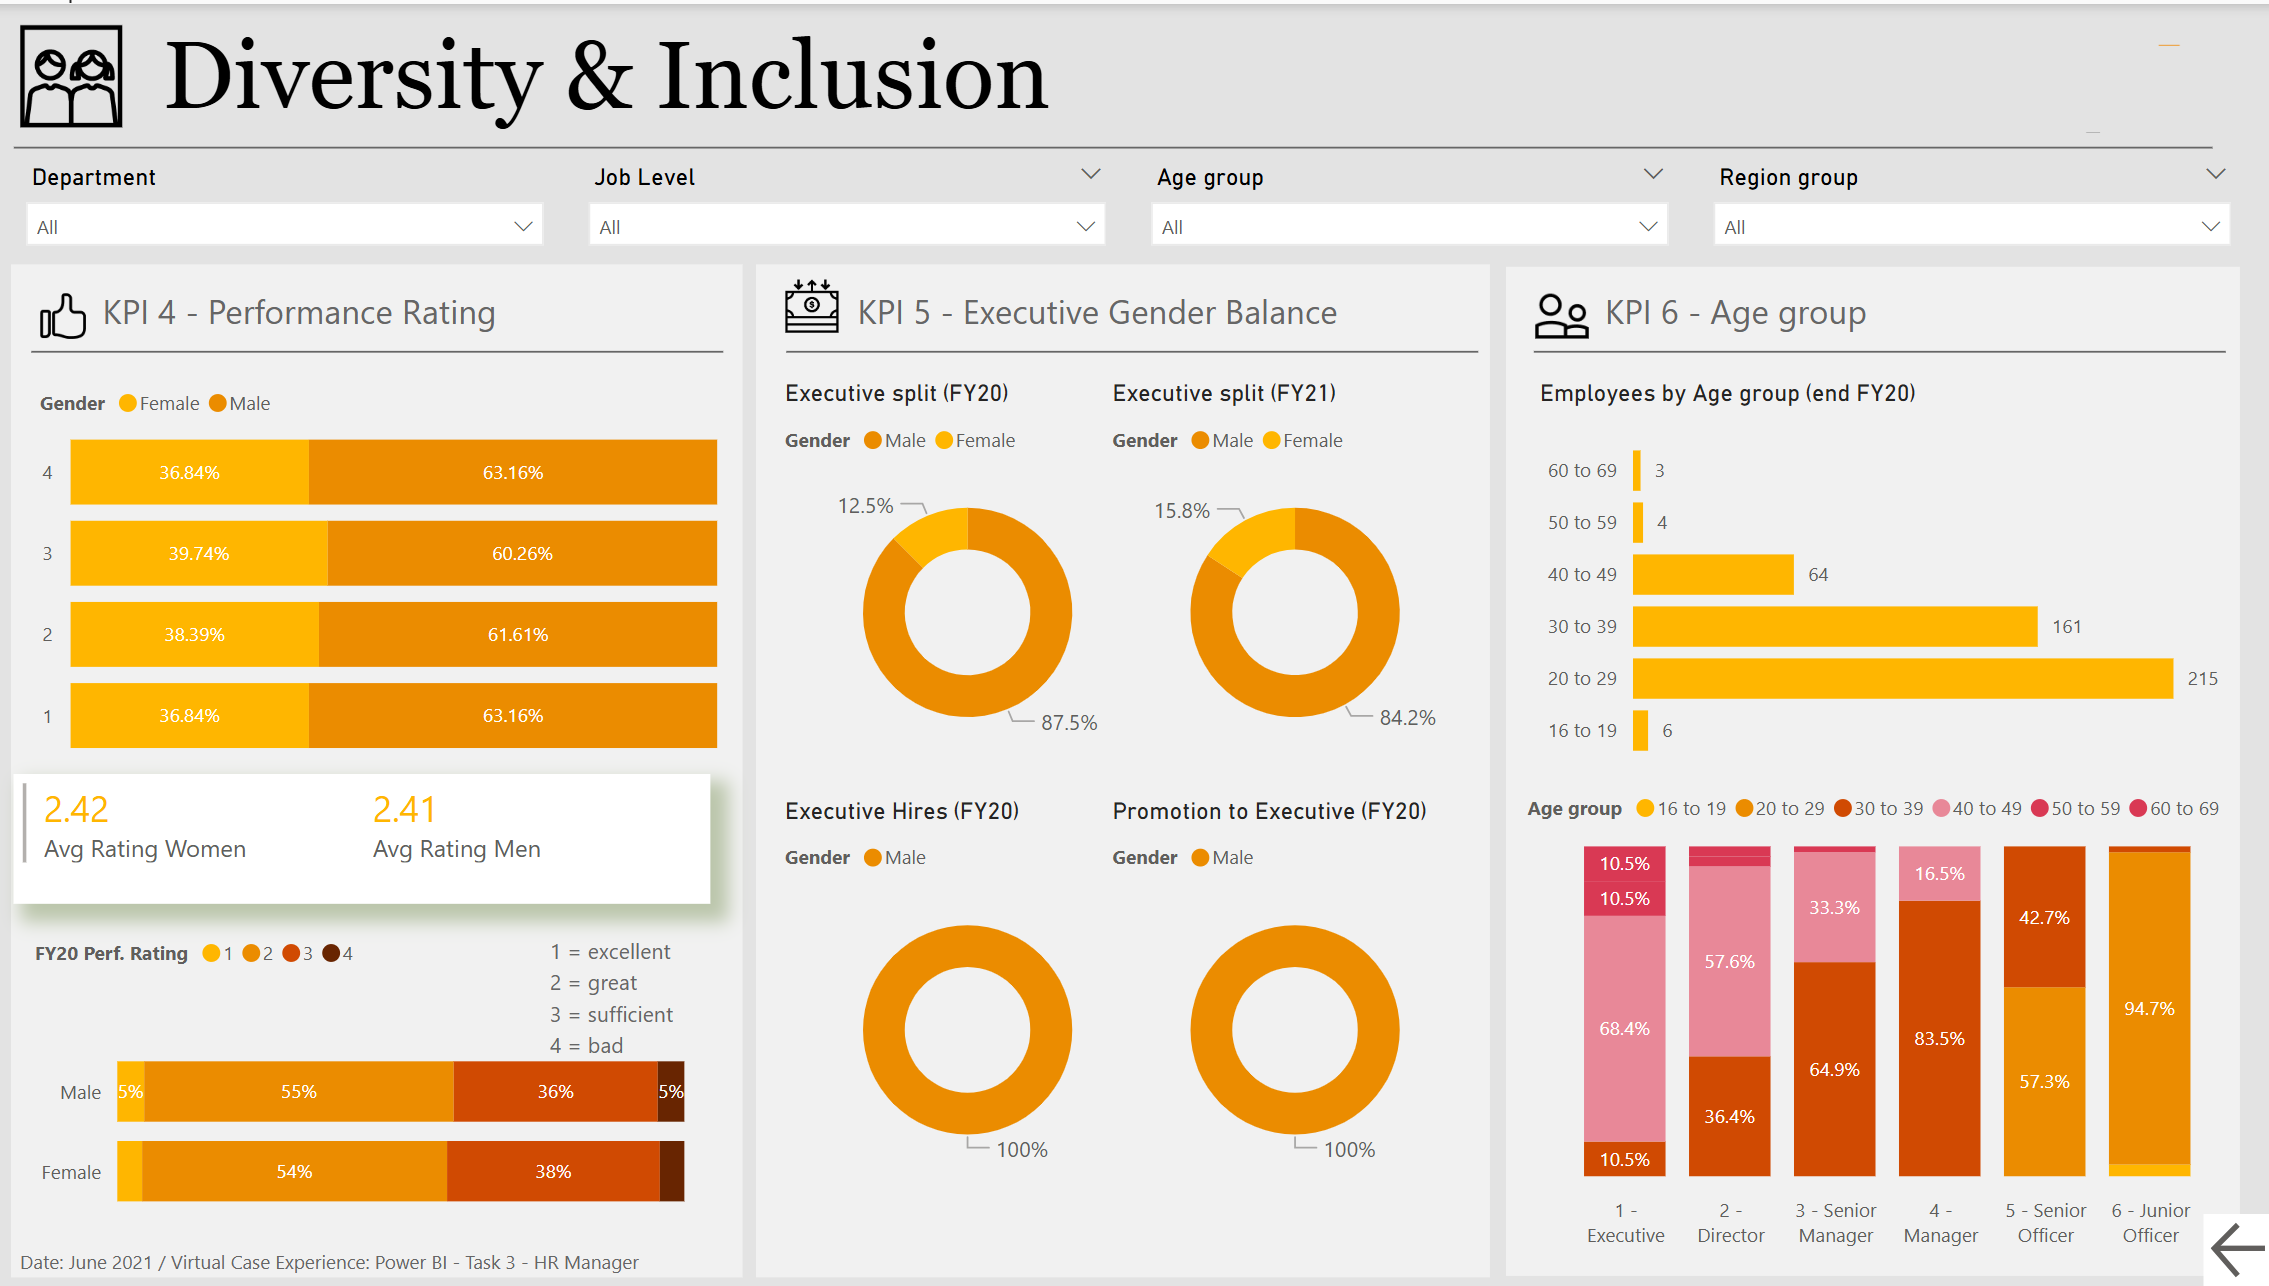 Diversity & Inclusion
Department
All
Job Level
All
Age group
All
Region group
All
KPI 4 - Performance Rating
Gender Female Male
4 36.84% 63.16%
3 39.74% 60.26%
2 38.39% 61.61%
1 36.84% 63.16%
2.42
Avg Rating Women
2.41
Avg Rating Men
FY20 Perf. Rating 1 2 3 4
1 = excellent
2 = great
3 = sufficient
4 = bad
Male 5% 55% 36% 5%
Female 54% 38%
Date: June 2021 / Virtual Case Experience: Power BI - Task 3 - HR Manager
KPI 5 - Executive Gender Balance
Executive split (FY20)
Gender Male Female
12.5%
87.5%
Executive split (FY21)
Gender Male Female
15.8%
84.2%
Executive Hires (FY20)
Gender Male
100%
Promotion to Executive (FY20)
Gender Male
100%
KPI 6 - Age group
Employees by Age group (end FY20)
60 to 69 3
50 to 59 4
40 to 49 64
30 to 39 161
20 to 29 215
16 to 19 6
Age group 16 to 19 20 to 29 30 to 39 40 to 49 50 to 59 60 to 69
10.5%
10.5%
68.4%
10.5%
1 -
Executive
57.6%
36.4%
2 -
Director
33.3%
64.9%
3 - Senior
Manager
16.5%
83.5%
4 -
Manager
42.7%
57.3%
5 - Senior
Officer
94.7%
6 - Junior
Officer